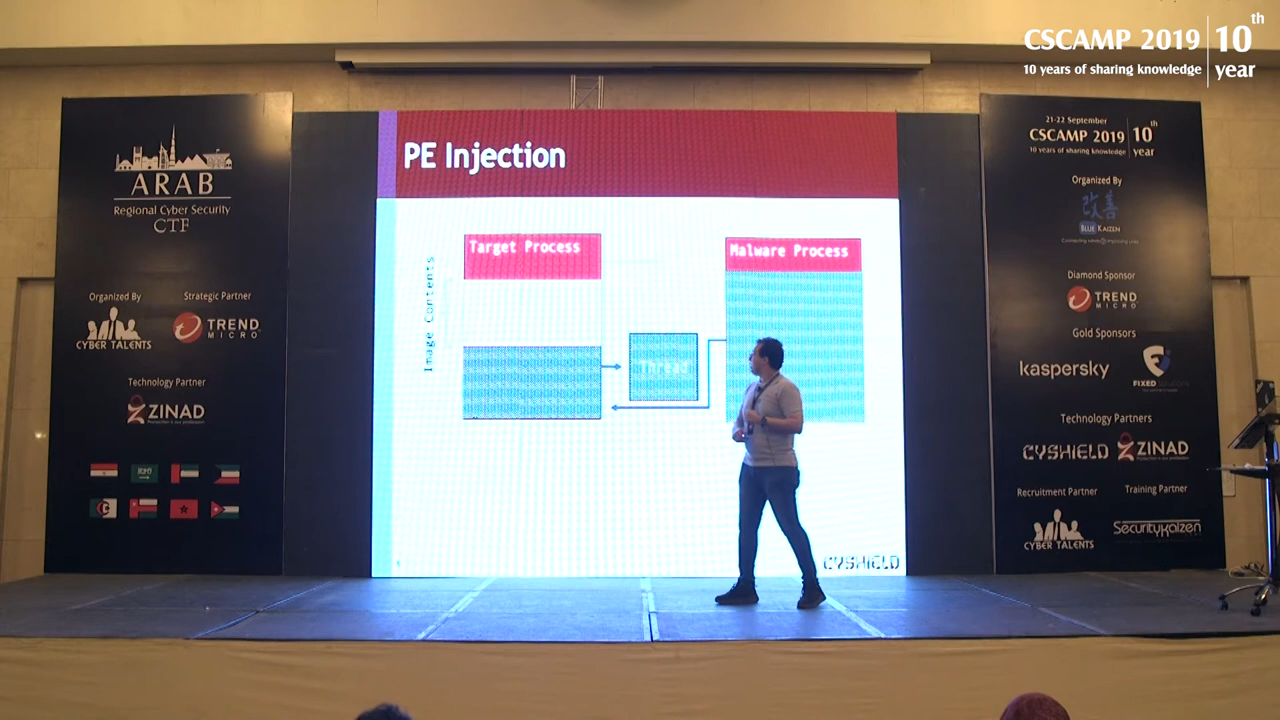 CSCAMP 2019 10th
10 years of sharing knowledge year
ARAB
Regional Cyber Security
CTF
Organized By
Strategic Partner
CYBER TALENTS
TREND
MICRO
Technology Partner
ZINAD
PE Injection
Target Process
Malware Process
Image Contents
Thread
CYSHIELD
21-22 September
CSCAMP 2019 10th
10 years of sharing knowledge year
Organized By
改善
BLUE KAIZEN
Diamond Sponsor
TREND
MICRO
Gold Sponsors
kaspersky
FIXED Solutions
Technology Partners
CYSHIELD
ZINAD
Recruitment Partner
Training Partner
CYBER TALENTS
SecurityKaizen